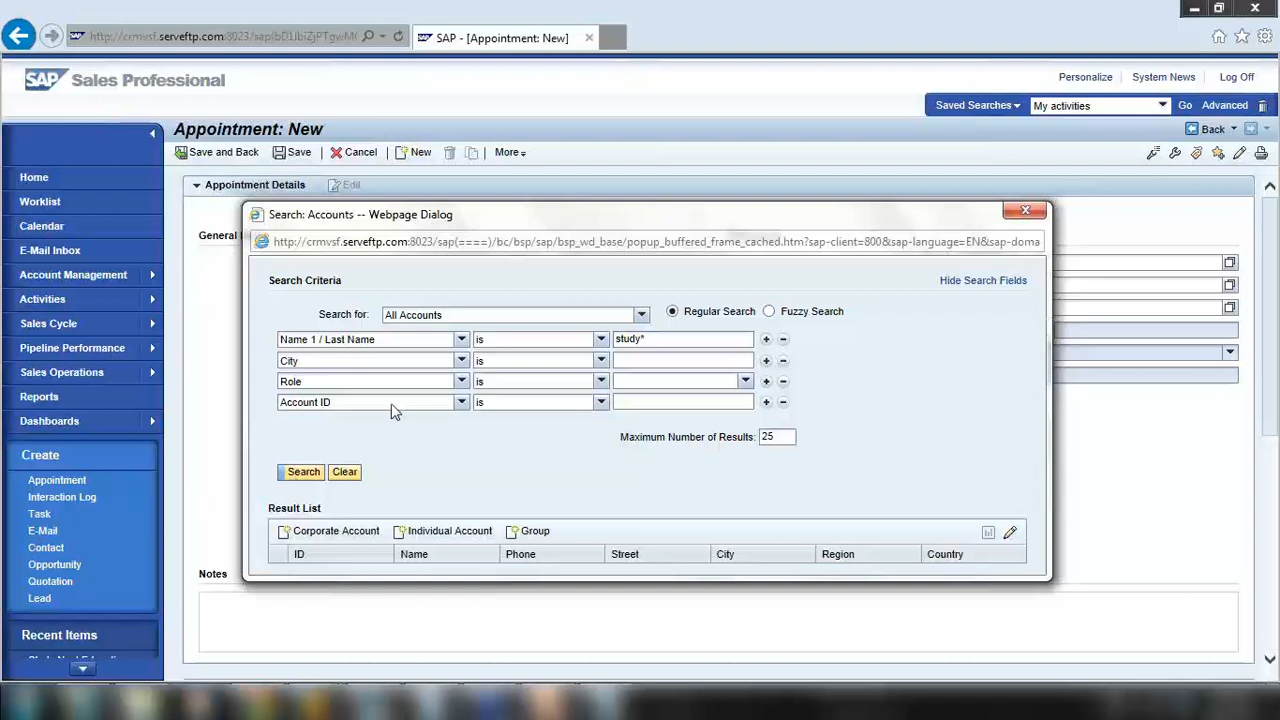 http://crmvsf.serveftp.com:8023/sap(bD1lbiZjPTgwM
SAP - [Appointment: New]
SAP Sales Professional
Personalize System News Log Off
Saved Searches My activities Go Advanced
Appointment: New
Back
Save and Back Save Cancel New More
Home
Worklist
Calendar
E-Mail Inbox
Account Management
Activities
Sales Cycle
Pipeline Performance
Sales Operations
Reports
Dashboards
Create
Appointment
Interaction Log
Task
E-Mail
Contact
Opportunity
Quotation
Lead
Recent Items
Appointment Details Edit
General
Search: Accounts -- Webpage Dialog
http://crmvsf.serveftp.com:8023/sap(====)/bc/bsp/sap/bsp_wd_base/popup_buffered_frame_cached.htm?sap-client=800&sap-language=EN&sap-doma
Search Criteria Hide Search Fields
Search for: All Accounts Regular Search Fuzzy Search
Name 1 / Last Name is study*
City is
Role is
Account ID is
Maximum Number of Results: 25
Search Clear
Result List
Corporate Account Individual Account Group
ID Name Phone Street City Region Country
Notes